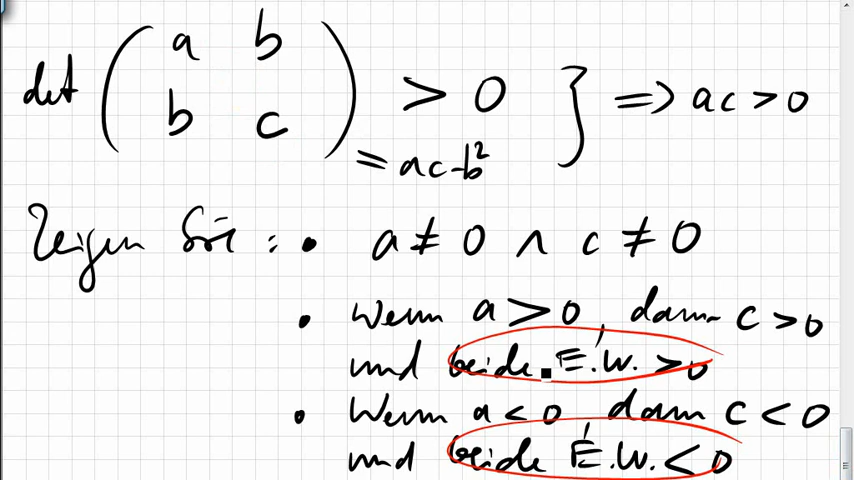 det ( a b
b c ) > 0 } => ac > 0
= ac - b²
Zeigen Sie: • a ≠ 0 ∧ c ≠ 0
• Wenn a > 0, dann c > 0
und beide E.W. > 0
• Wenn a < 0, dann c < 0
und beide E.W. < 0